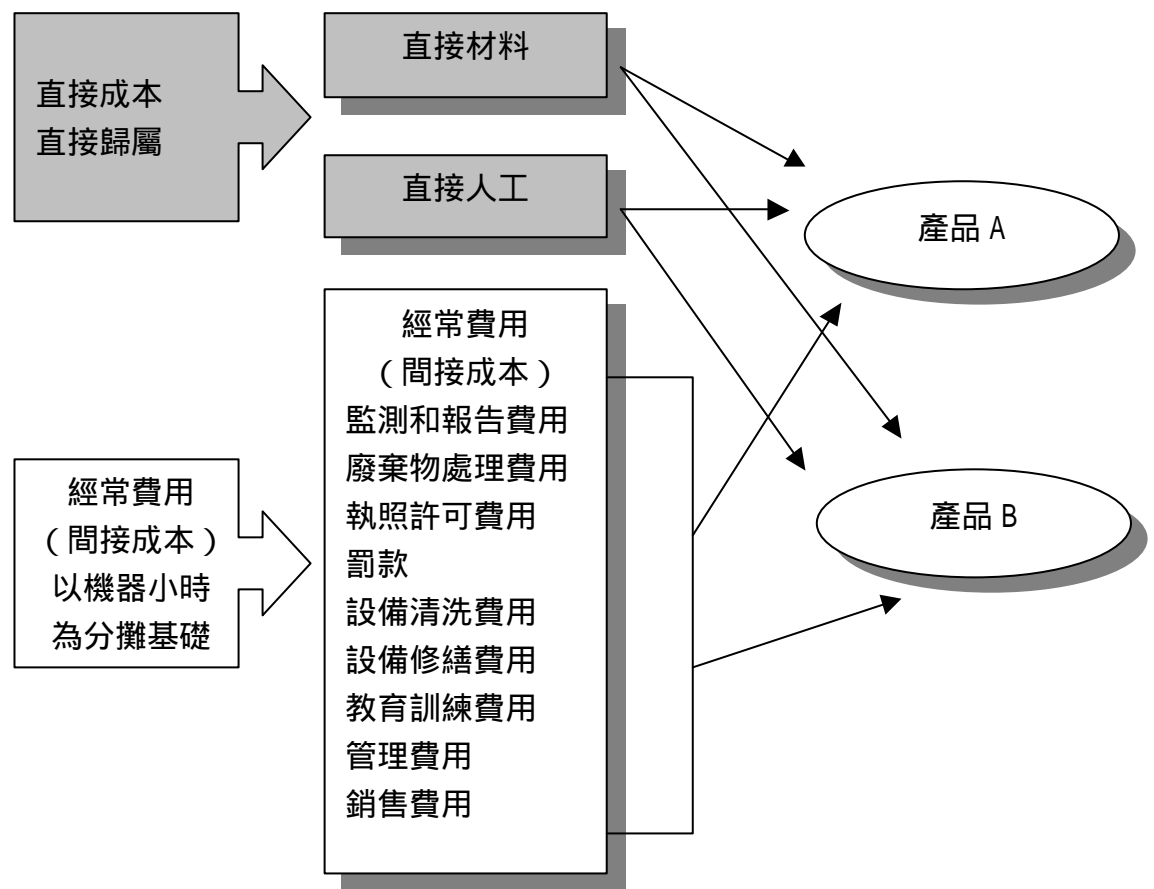 直接成本
直接歸屬
直接材料
直接人工
經常費用
（間接成本）
以機器小時
為分攤基礎
經常費用
（間接成本）
監測和報告費用
廢棄物處理費用
執照許可費用
罰款
設備清洗費用
設備修繕費用
教育訓練費用
管理費用
銷售費用
產品 A
產品 B